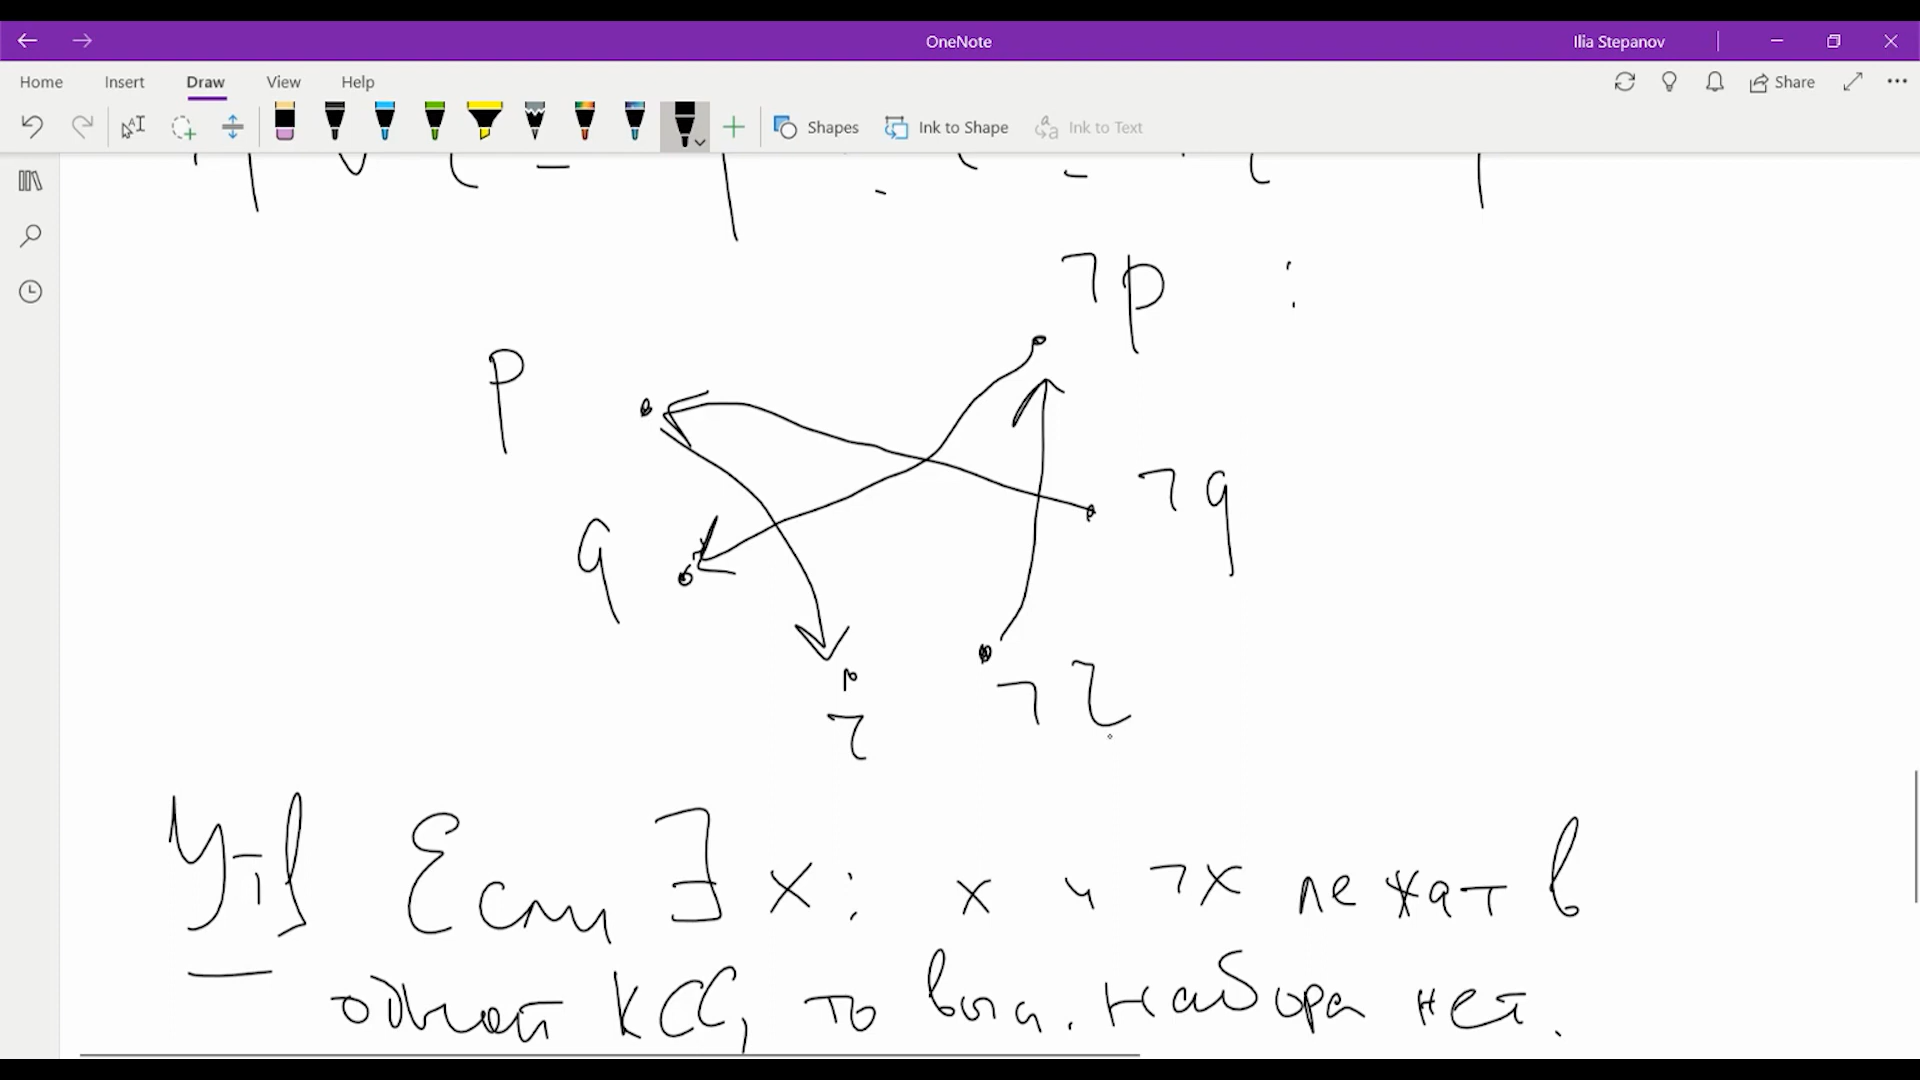 OneNote
Ilia Stepanov
Home Insert Draw View Help
Share
Shapes
Ink to Shape
Ink to Text
¬p :
p
¬q
q
¬r
r
Утв Если ∃ x: x и ¬x лежат в
одной КСС, то вып. набора нет.